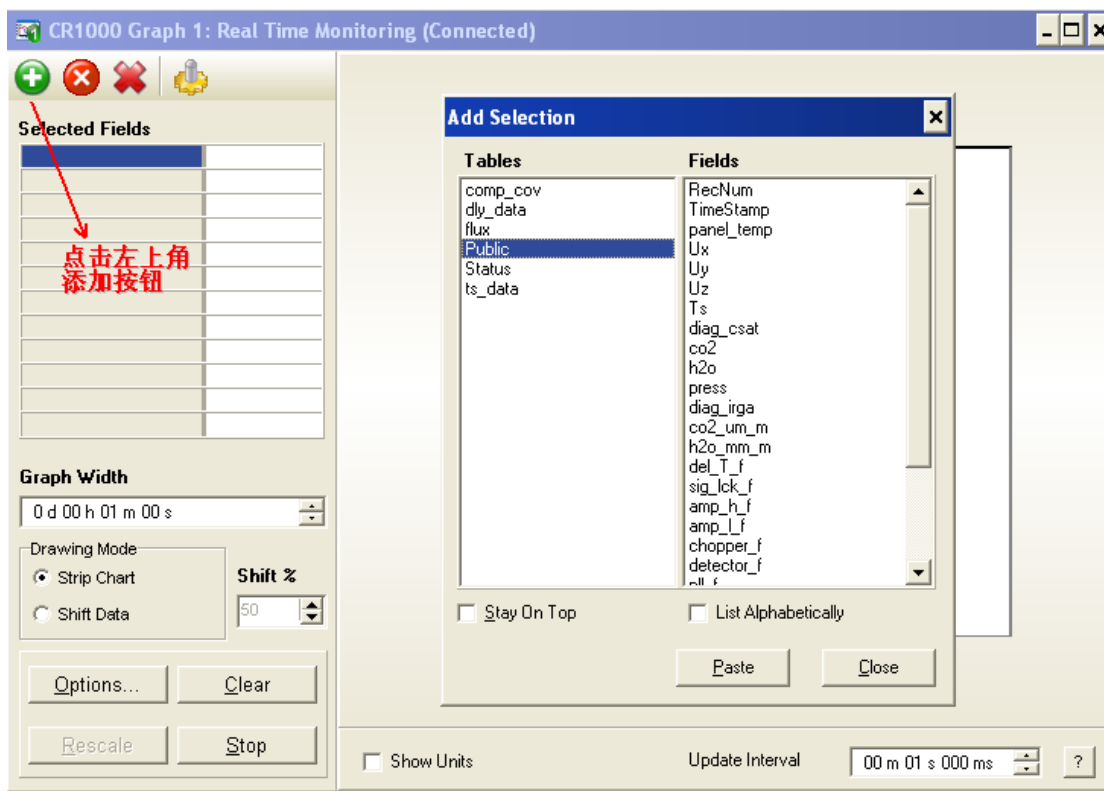 CR1000 Graph 1: Real Time Monitoring (Connected)
Selected Fields
点击左上角
添加按钮
Graph Width
0 d 00 h 01 m 00 s
Drawing Mode
Strip Chart
Shift Data
Shift %
50
Options...
Clear
Rescale
Stop
Add Selection
Tables
comp_cov
dly_data
flux
Public
Status
ts_data
Fields
RecNum
TimeStamp
panel_temp
Ux
Uy
Uz
Ts
diag_csat
co2
h2o
press
diag_irga
co2_um_m
h2o_mm_m
del_T_f
sig_lck_f
amp_h_f
amp_l_f
chopper_f
detector_f
Stay On Top
List Alphabetically
Paste
Close
Show Units
Update Interval
00 m 01 s 000 ms
?